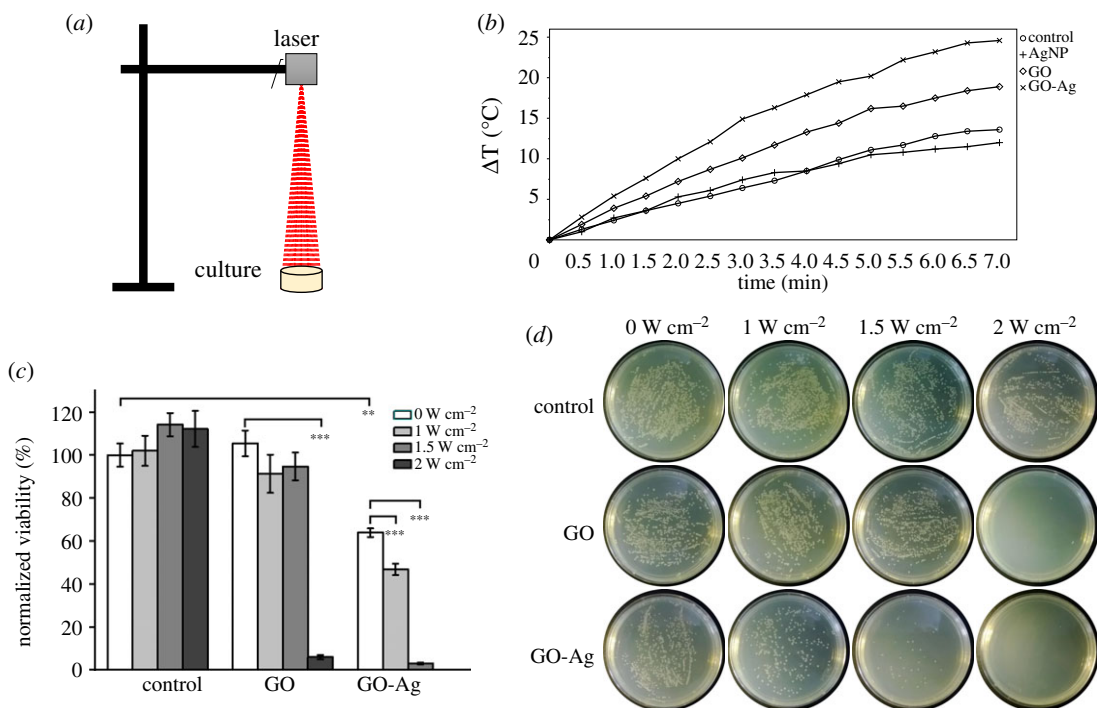 (a)
laser
culture
(b)
ΔT (°C)
25
20
15
10
5
0 0.5 1.0 1.5 2.0 2.5 3.0 3.5 4.0 4.5 5.0 5.5 6.0 6.5 7.0
time (min)
control
AgNP
GO
GO-Ag
(c)
normalized viability (%)
120
100
80
60
40
20
0
**
***
***
***
0 W cm⁻²
1 W cm⁻²
1.5 W cm⁻²
2 W cm⁻²
control GO GO-Ag
(d)
0 W cm⁻² 1 W cm⁻² 1.5 W cm⁻² 2 W cm⁻²
control
GO
GO-Ag